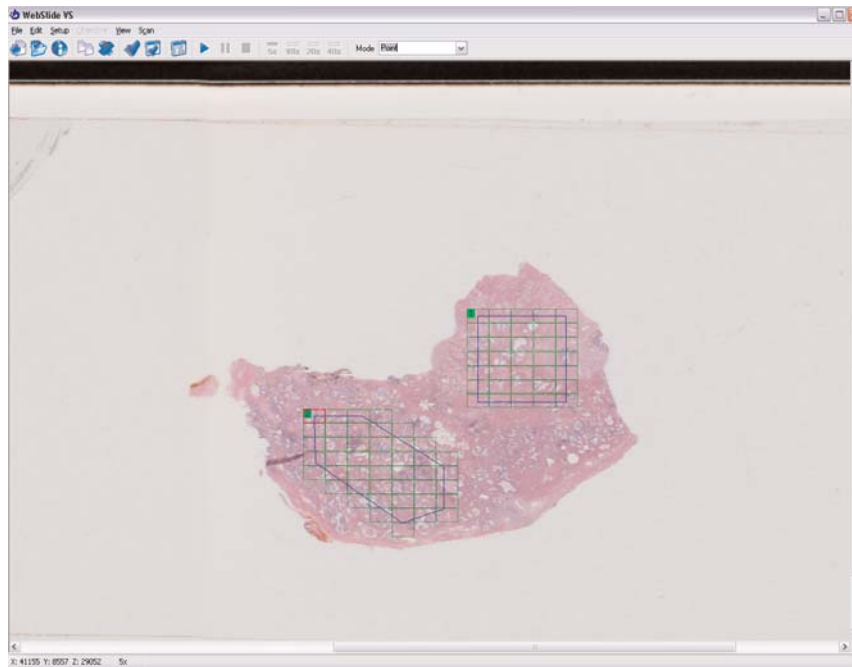 WebSlide VS
File Edit Setup View Scan
5x 10x 20x 40x Mode Point
X: 41155 Y: 8557 Z: 29052 5x